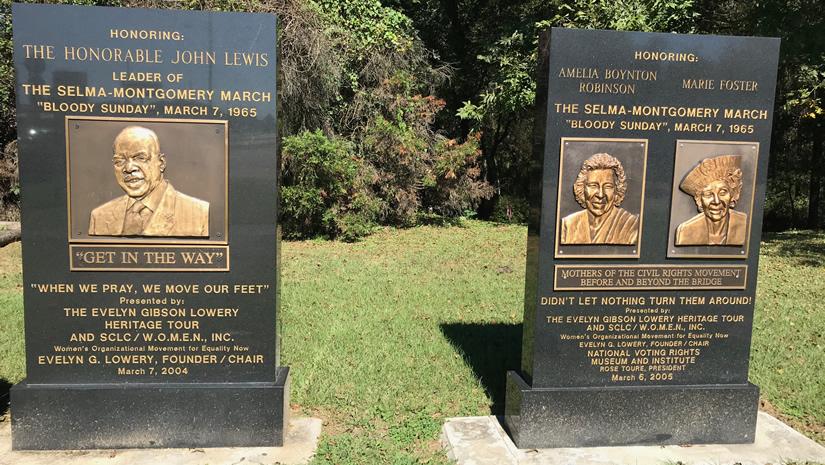 HONORING:
THE HONORABLE JOHN LEWIS
LEADER OF
THE SELMA-MONTGOMERY MARCH
"BLOODY SUNDAY", MARCH 7, 1965
"GET IN THE WAY"
"WHEN WE PRAY, WE MOVE OUR FEET"
Presented by:
THE EVELYN GIBSON LOWERY
HERITAGE TOUR
AND SCLC/W.O.M.E.N., INC.
Women's Organizational Movement for Equality Now
EVELYN G. LOWERY, FOUNDER/CHAIR
March 7, 2004
HONORING:
AMELIA BOYNTON
ROBINSON
MARIE FOSTER
THE SELMA-MONTGOMERY MARCH
"BLOODY SUNDAY", MARCH 7, 1965
MOTHERS OF THE CIVIL RIGHTS MOVEMENT
BEFORE AND BEYOND THE BRIDGE
DIDN'T LET NOTHING TURN THEM AROUND!
Presented by:
THE EVELYN GIBSON LOWERY HERITAGE TOUR
AND SCLC/W.O.M.E.N., INC.
Women's Organizational Movement for Equality Now
EVELYN G. LOWERY, FOUNDER/CHAIR
NATIONAL VOTING RIGHTS
MUSEUM AND INSTITUTE
ROSE TOURE, PRESIDENT
March 6, 2005